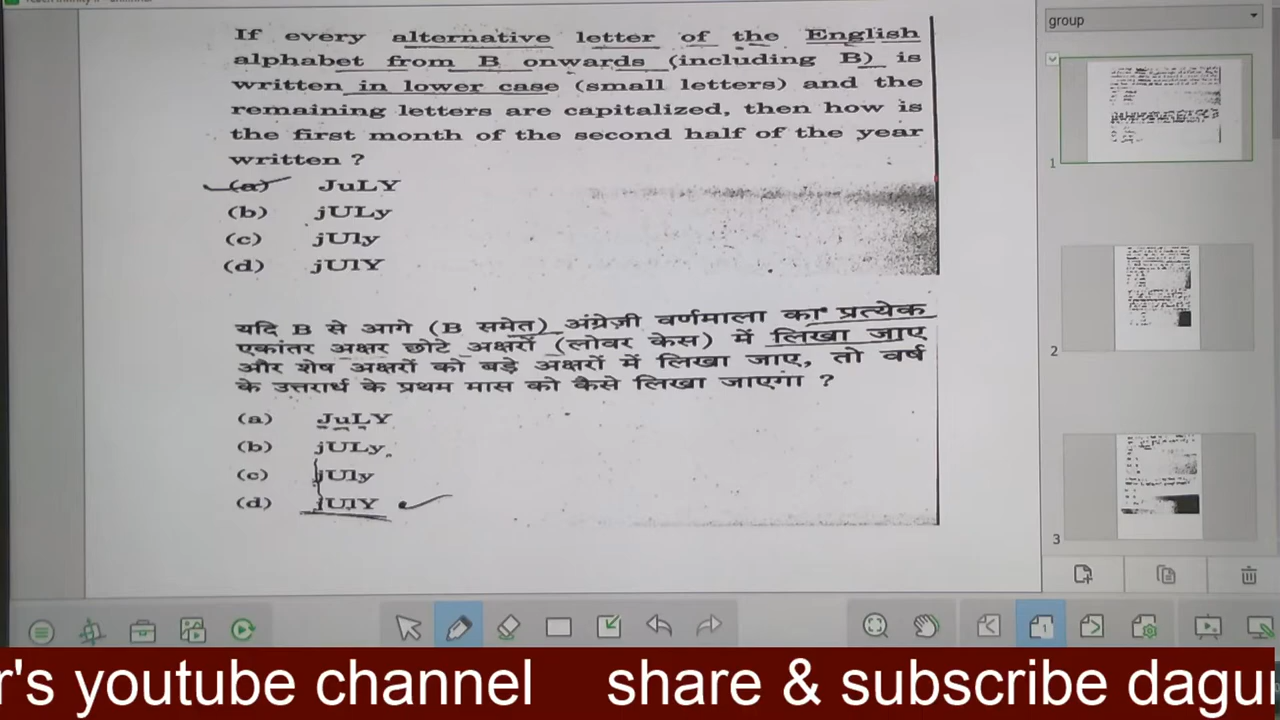 group
If every alternative letter of the English
alphabet from B onwards (including B) is
written in lower case (small letters) and the
remaining letters are capitalized, then how is
the first month of the second half of the year
written ?
(a) JuLY
(b) jULy
(c) jUly
(d) jUlY
यदि B से आगे (B समेत) अंग्रेज़ी वर्णमाला का प्रत्येक
एकांतर अक्षर छोटे अक्षरों (लोवर केस) में लिखा जाए
और शेष अक्षरों को बड़े अक्षरों में लिखा जाए, तो वर्ष
के उत्तरार्ध के प्रथम मास को कैसे लिखा जाएगा ?
(a) JuLY
(b) jULy
(c) jUly
(d) jUlY
1
2
3
r's youtube channel share & subscribe dagur